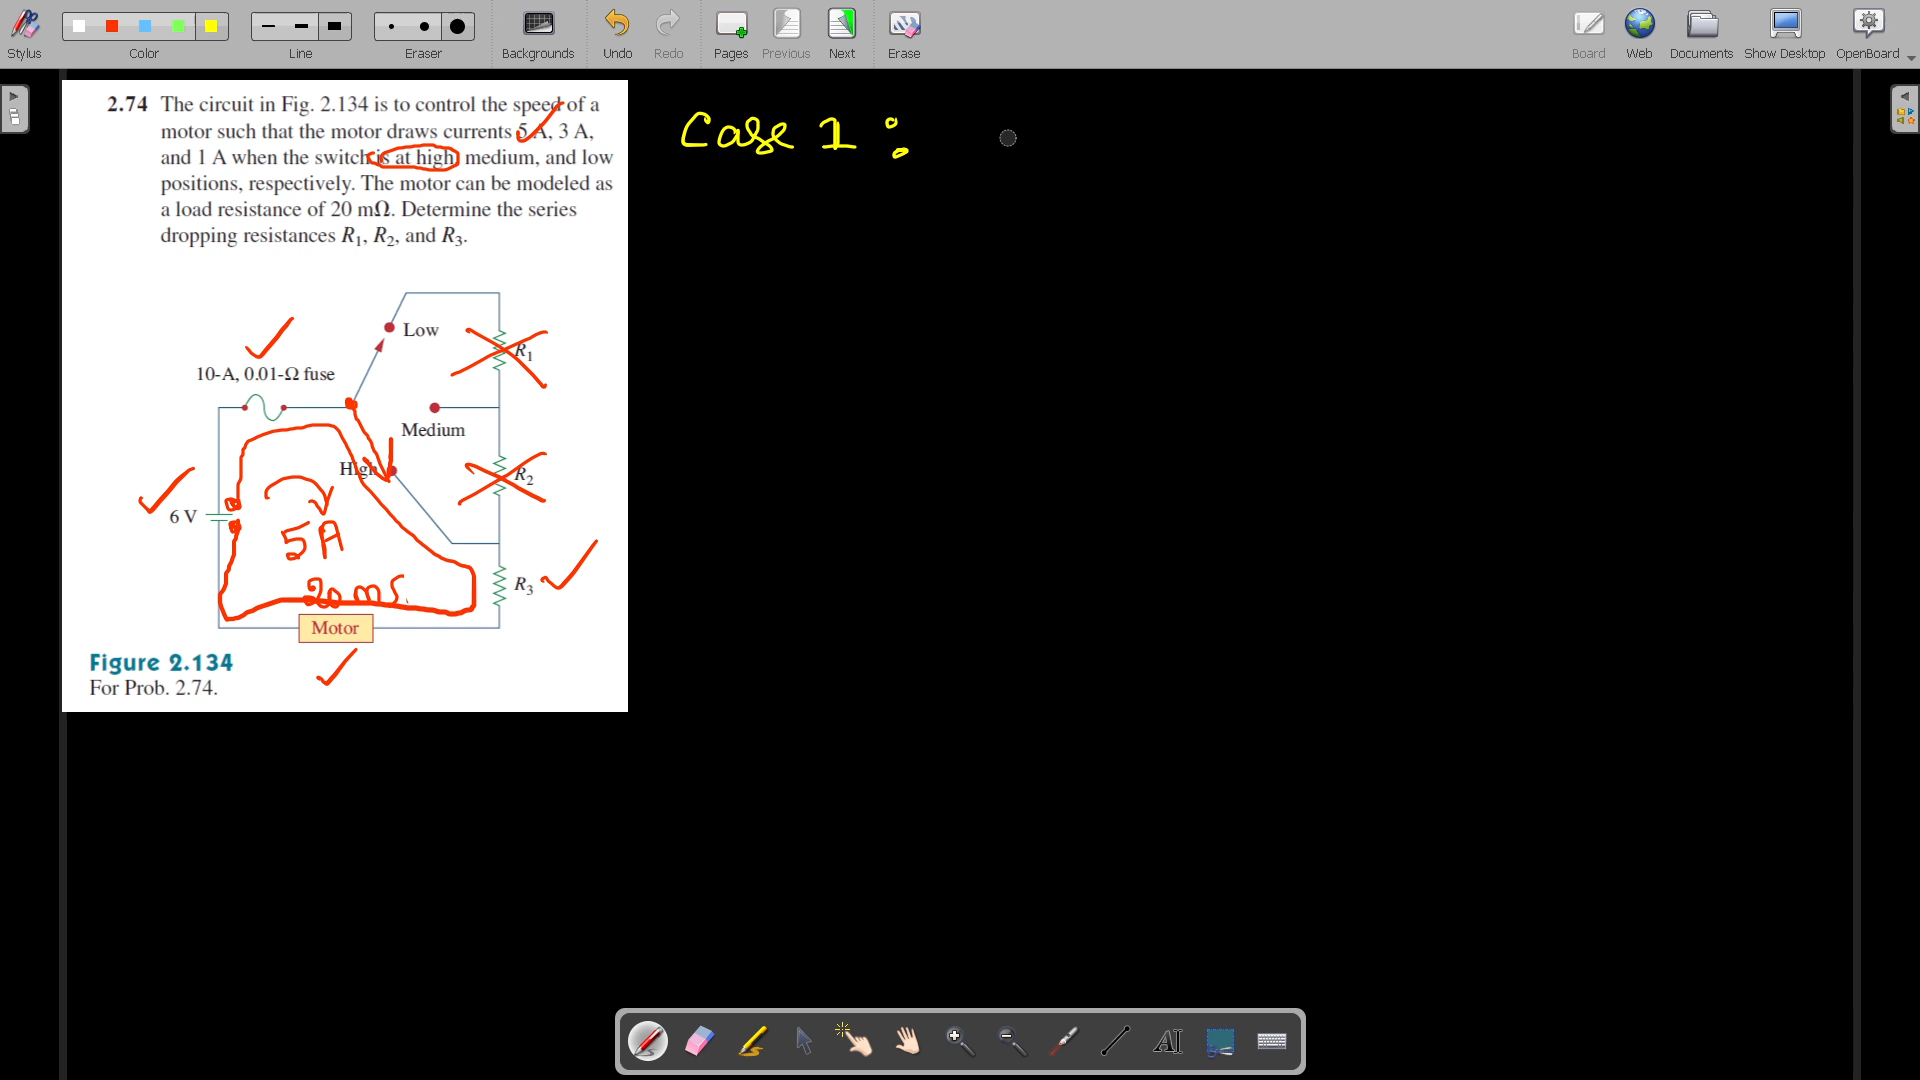 Stylus
Color
Line
Eraser
Backgrounds
Undo
Redo
Pages
Previous
Next
Erase
Board
Web
Documents
Show Desktop
OpenBoard
2.74 The circuit in Fig. 2.134 is to control the speed of a
motor such that the motor draws currents 5 A, 3 A,
and 1 A when the switch is at high, medium, and low
positions, respectively. The motor can be modeled as
a load resistance of 20 mΩ. Determine the series
dropping resistances R₁, R₂, and R₃.
Case 1 :
Low
R₁
10-A, 0.01-Ω fuse
Medium
High
R₂
6 V
5A
R₃
Motor
Figure 2.134
For Prob. 2.74.
AI